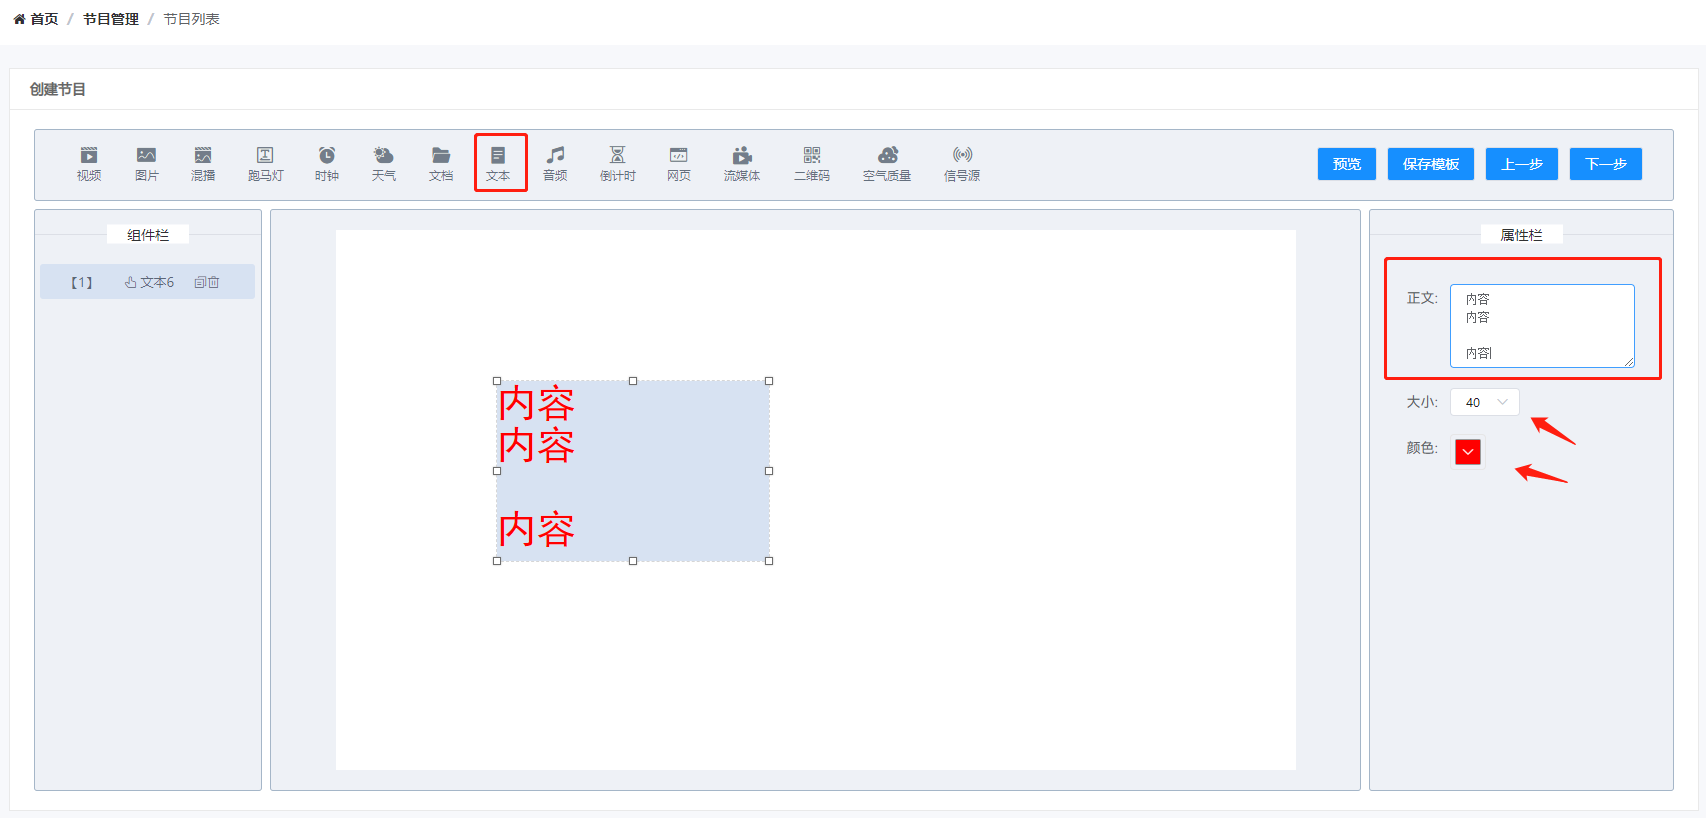 首页 / 节目管理 / 节目列表
创建节目
视频 图片 混播 跑马灯 时钟 天气 文档 文本 音频 倒计时 网页 流媒体 二维码 空气质量 信号源
预览 保存模板 上一步 下一步
组件栏
【1】 文本6
内容
内容
内容
属性栏
正文:
内容
内容
内容
大小: 40
颜色: